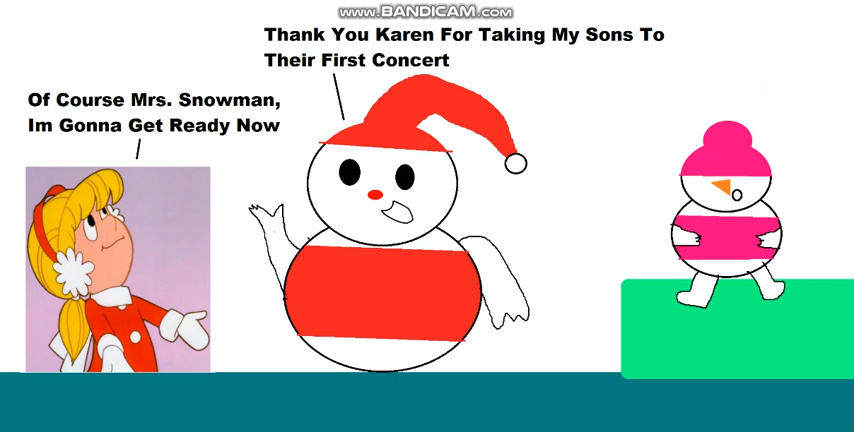 www.BANDICAM.com
Thank You Karen For Taking My Sons To
Their First Concert
Of Course Mrs. Snowman,
Im Gonna Get Ready Now